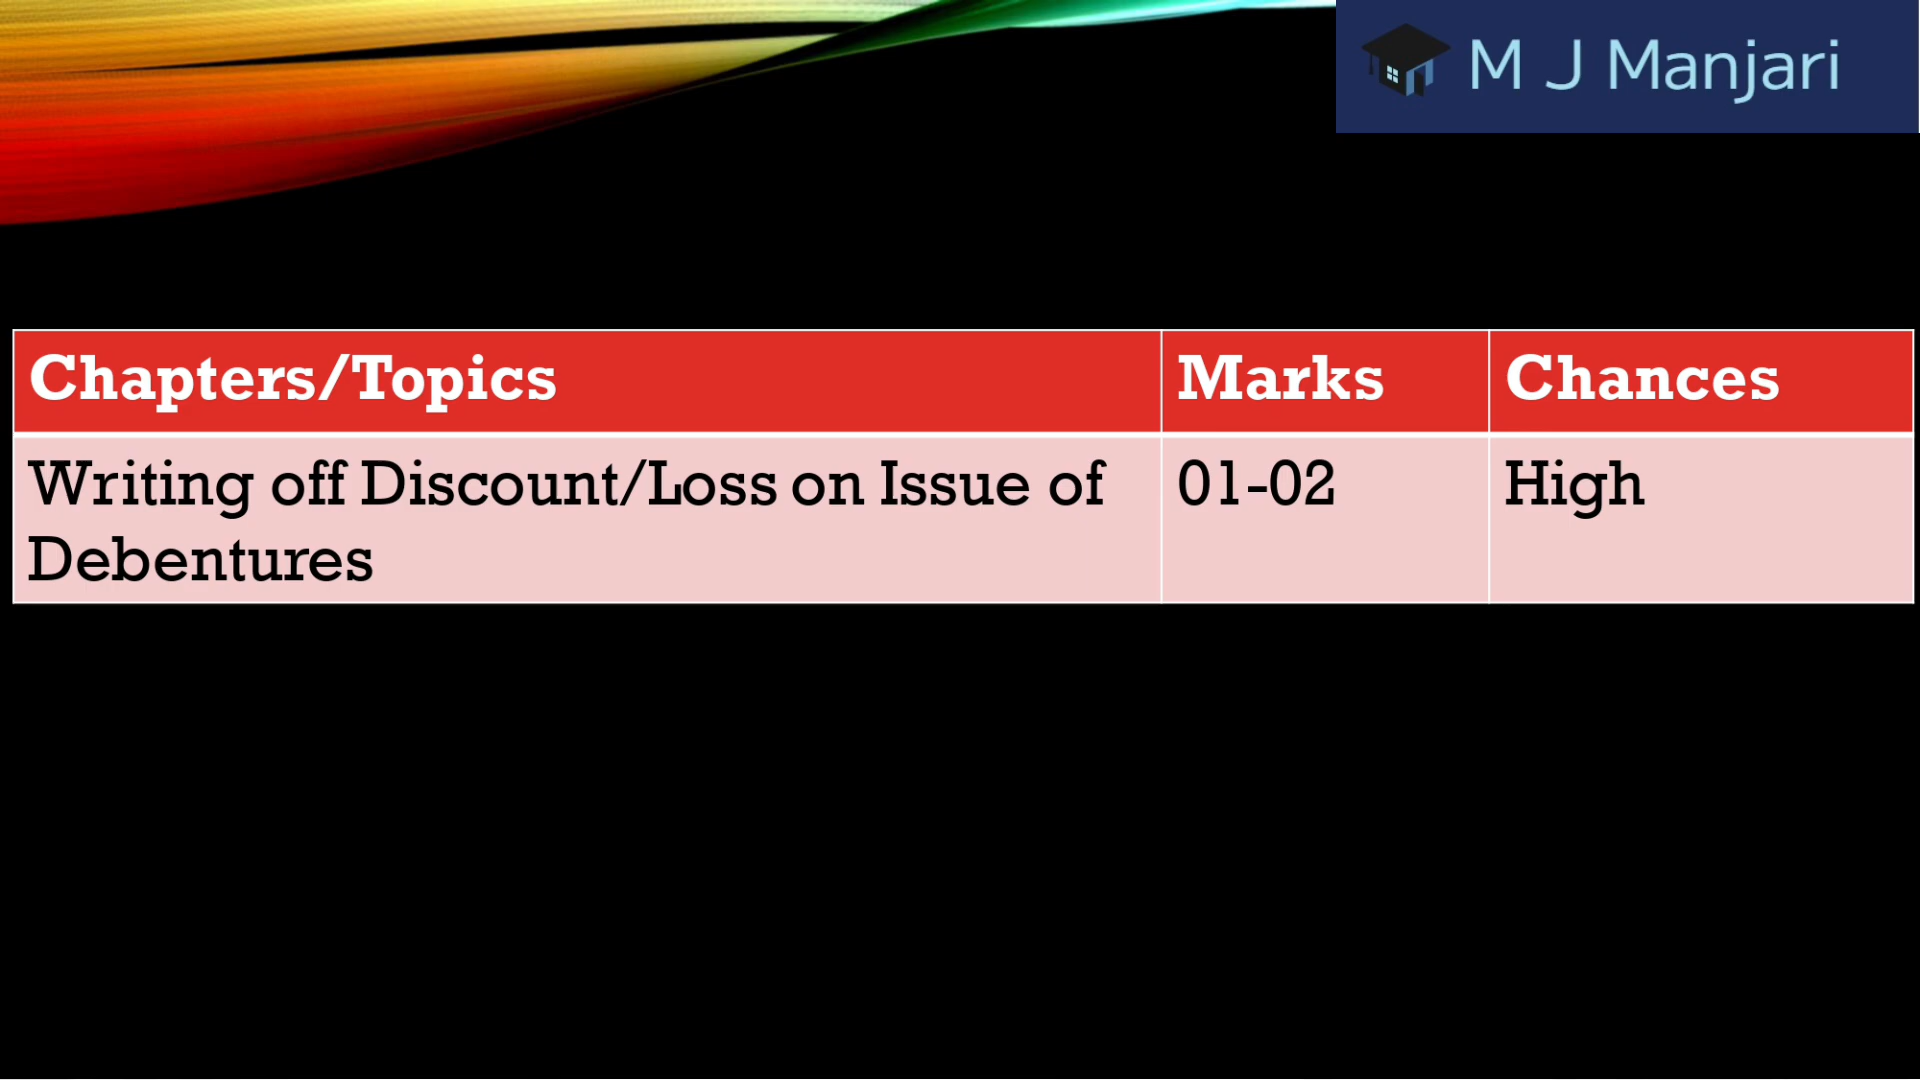 M J Manjari
Chapters/Topics Marks Chances
Writing off Discount/Loss on Issue of 01-02 High
Debentures